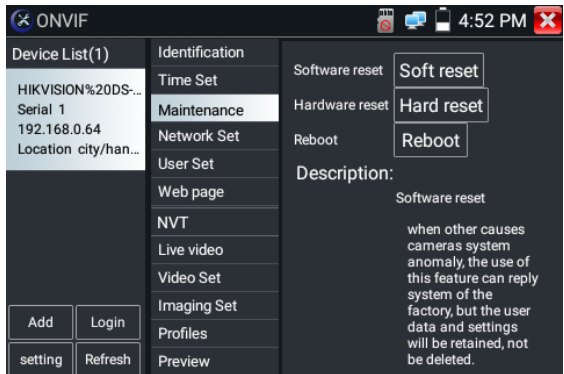 ONVIF
4:52 PM
Device List(1)
HIKVISION%20DS-...
Serial 1
192.168.0.64
Location city/han...
Add
Login
setting
Refresh
Identification
Time Set
Maintenance
Network Set
User Set
Web page
NVT
Live video
Video Set
Imaging Set
Profiles
Preview
Software reset Soft reset
Hardware reset Hard reset
Reboot Reboot
Description:
Software reset
when other causes
cameras system
anomaly, the use of
this feature can reply
system of the
factory, but the user
data and settings
will be retained, not
be deleted.